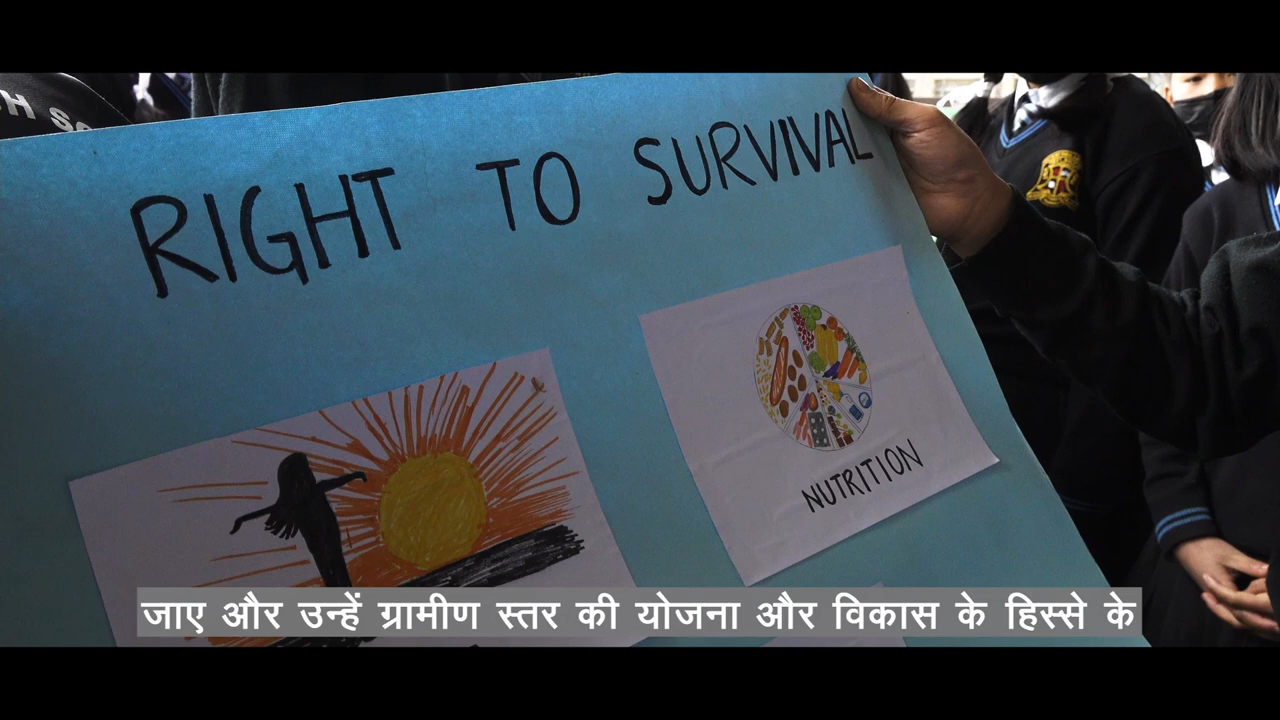 RIGHT TO SURVIVAL
NUTRITION
जाए और उन्हें ग्रामीण स्तर की योजना और विकास के हिस्से के